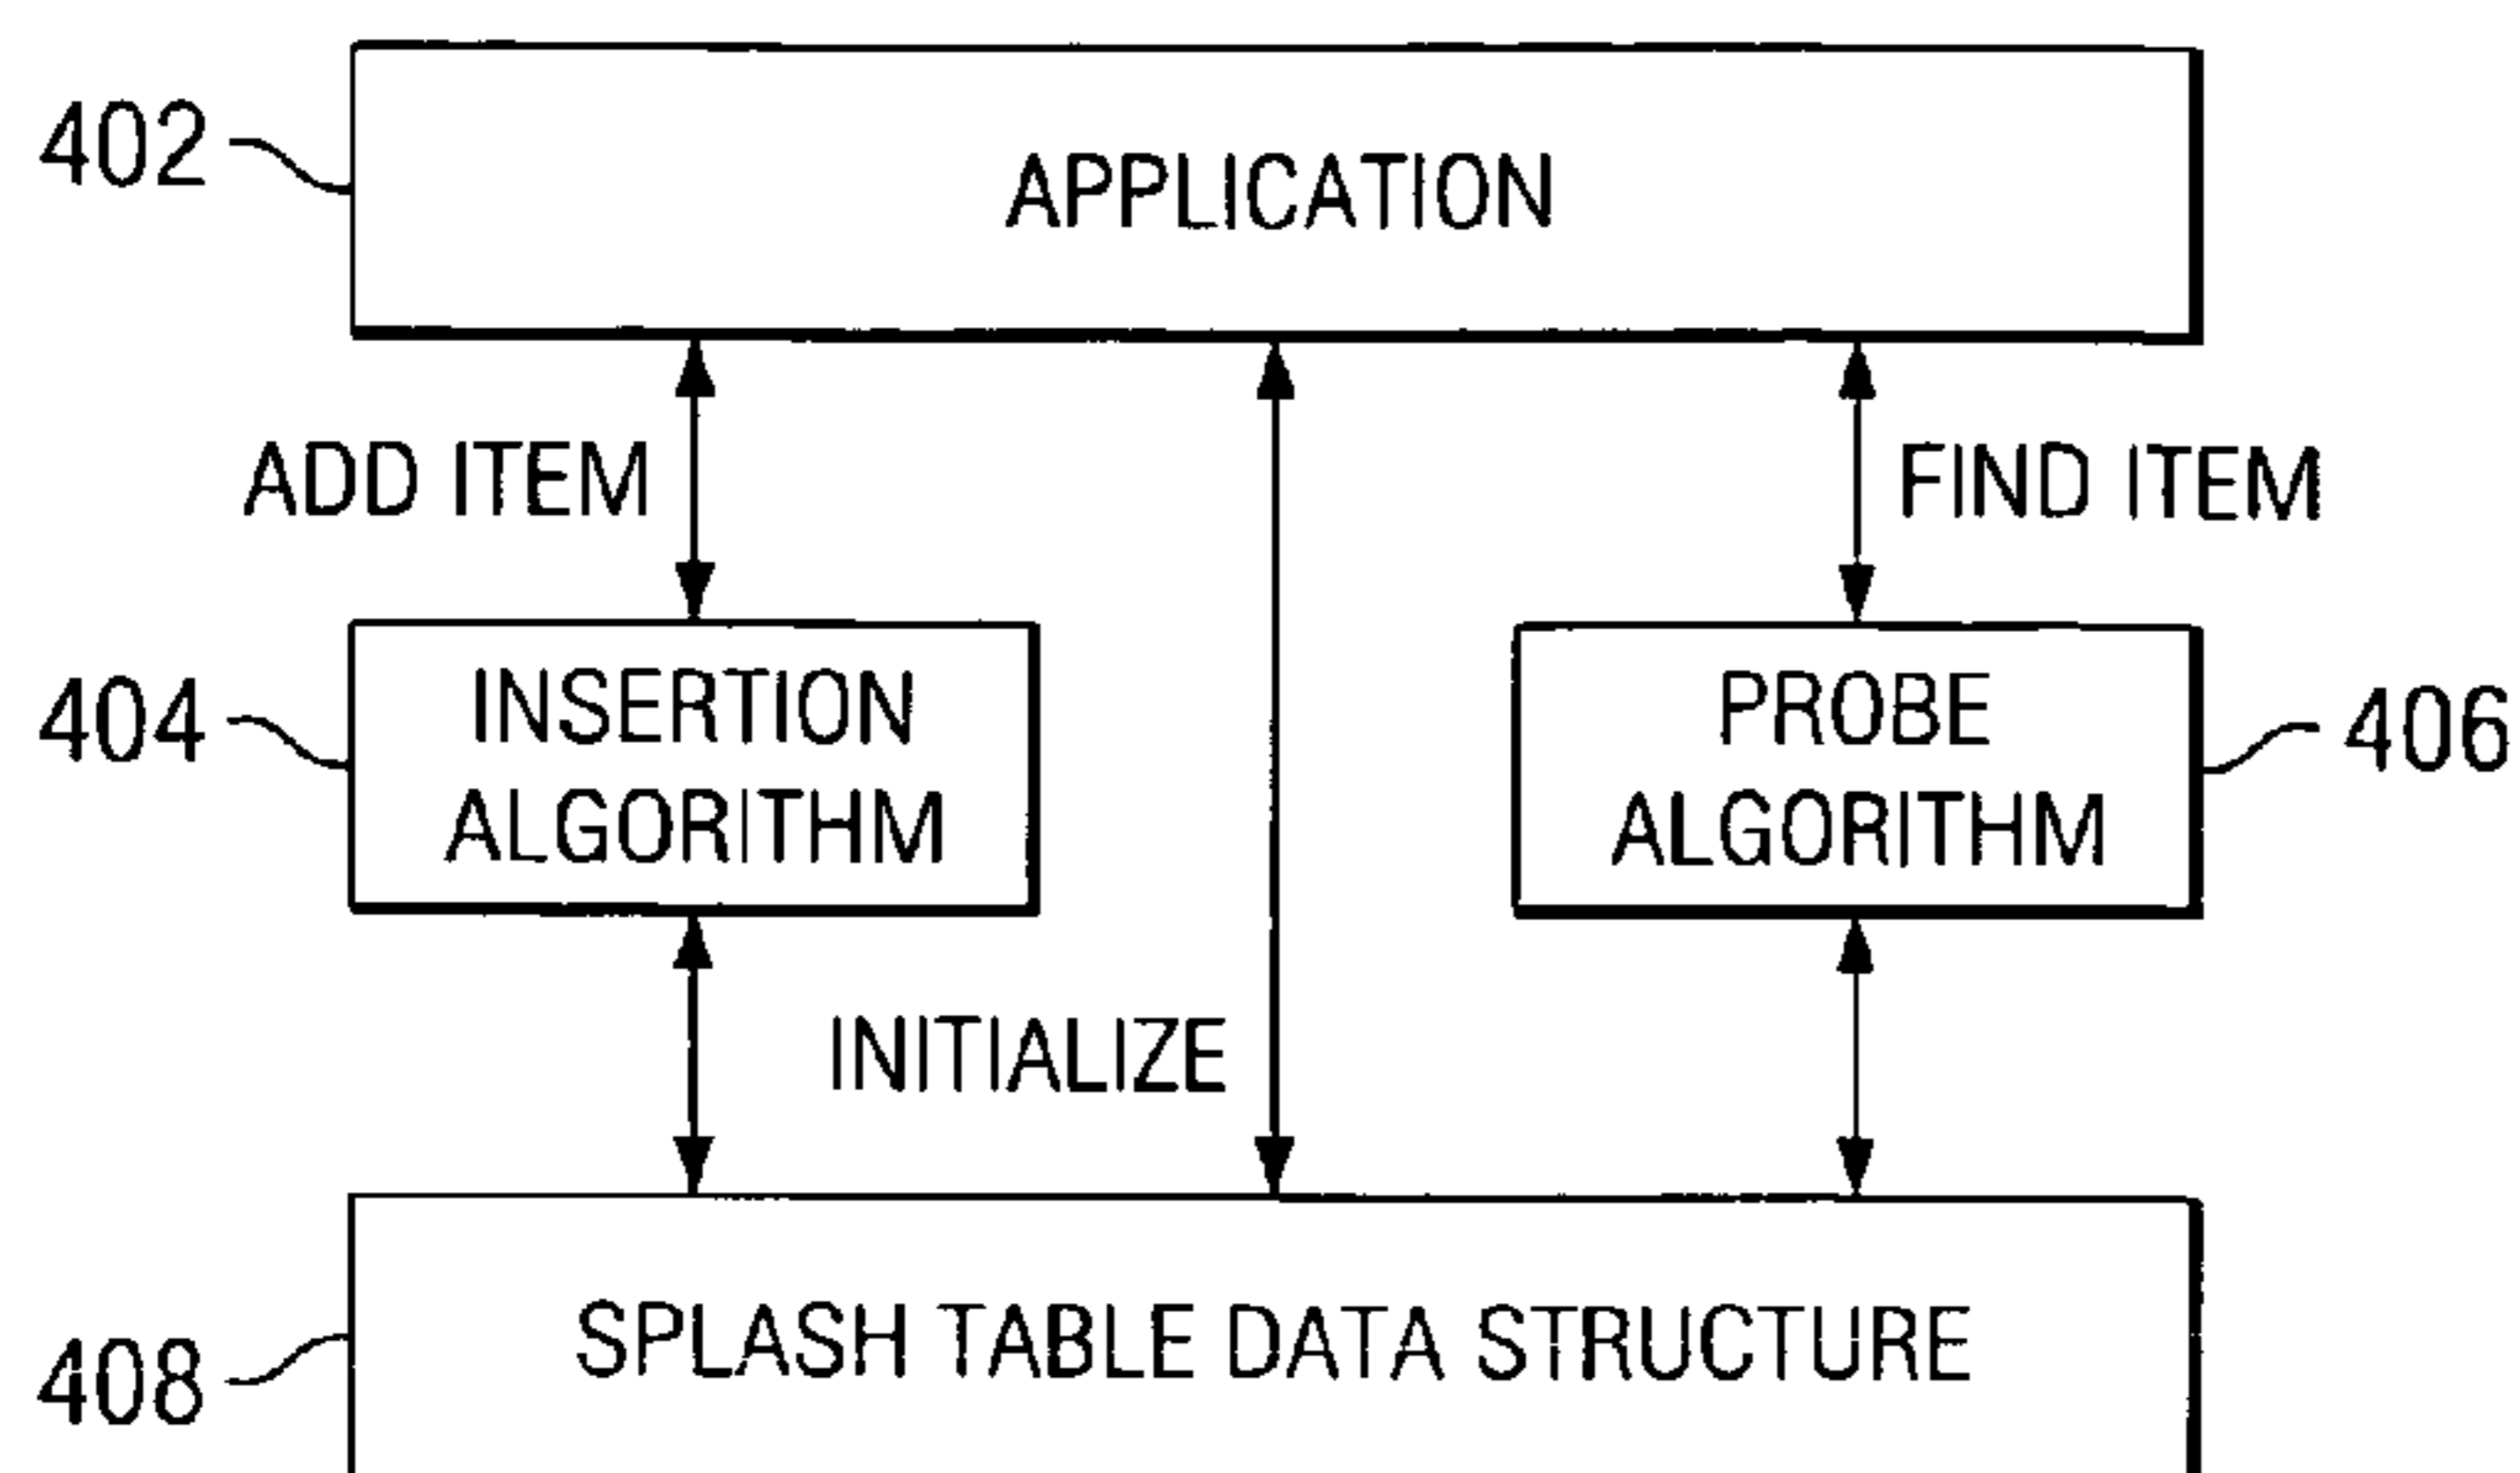 402
APPLICATION
ADD ITEM
FIND ITEM
404
INSERTION
ALGORITHM
PROBE
ALGORITHM
406
INITIALIZE
408
SPLASH TABLE DATA STRUCTURE